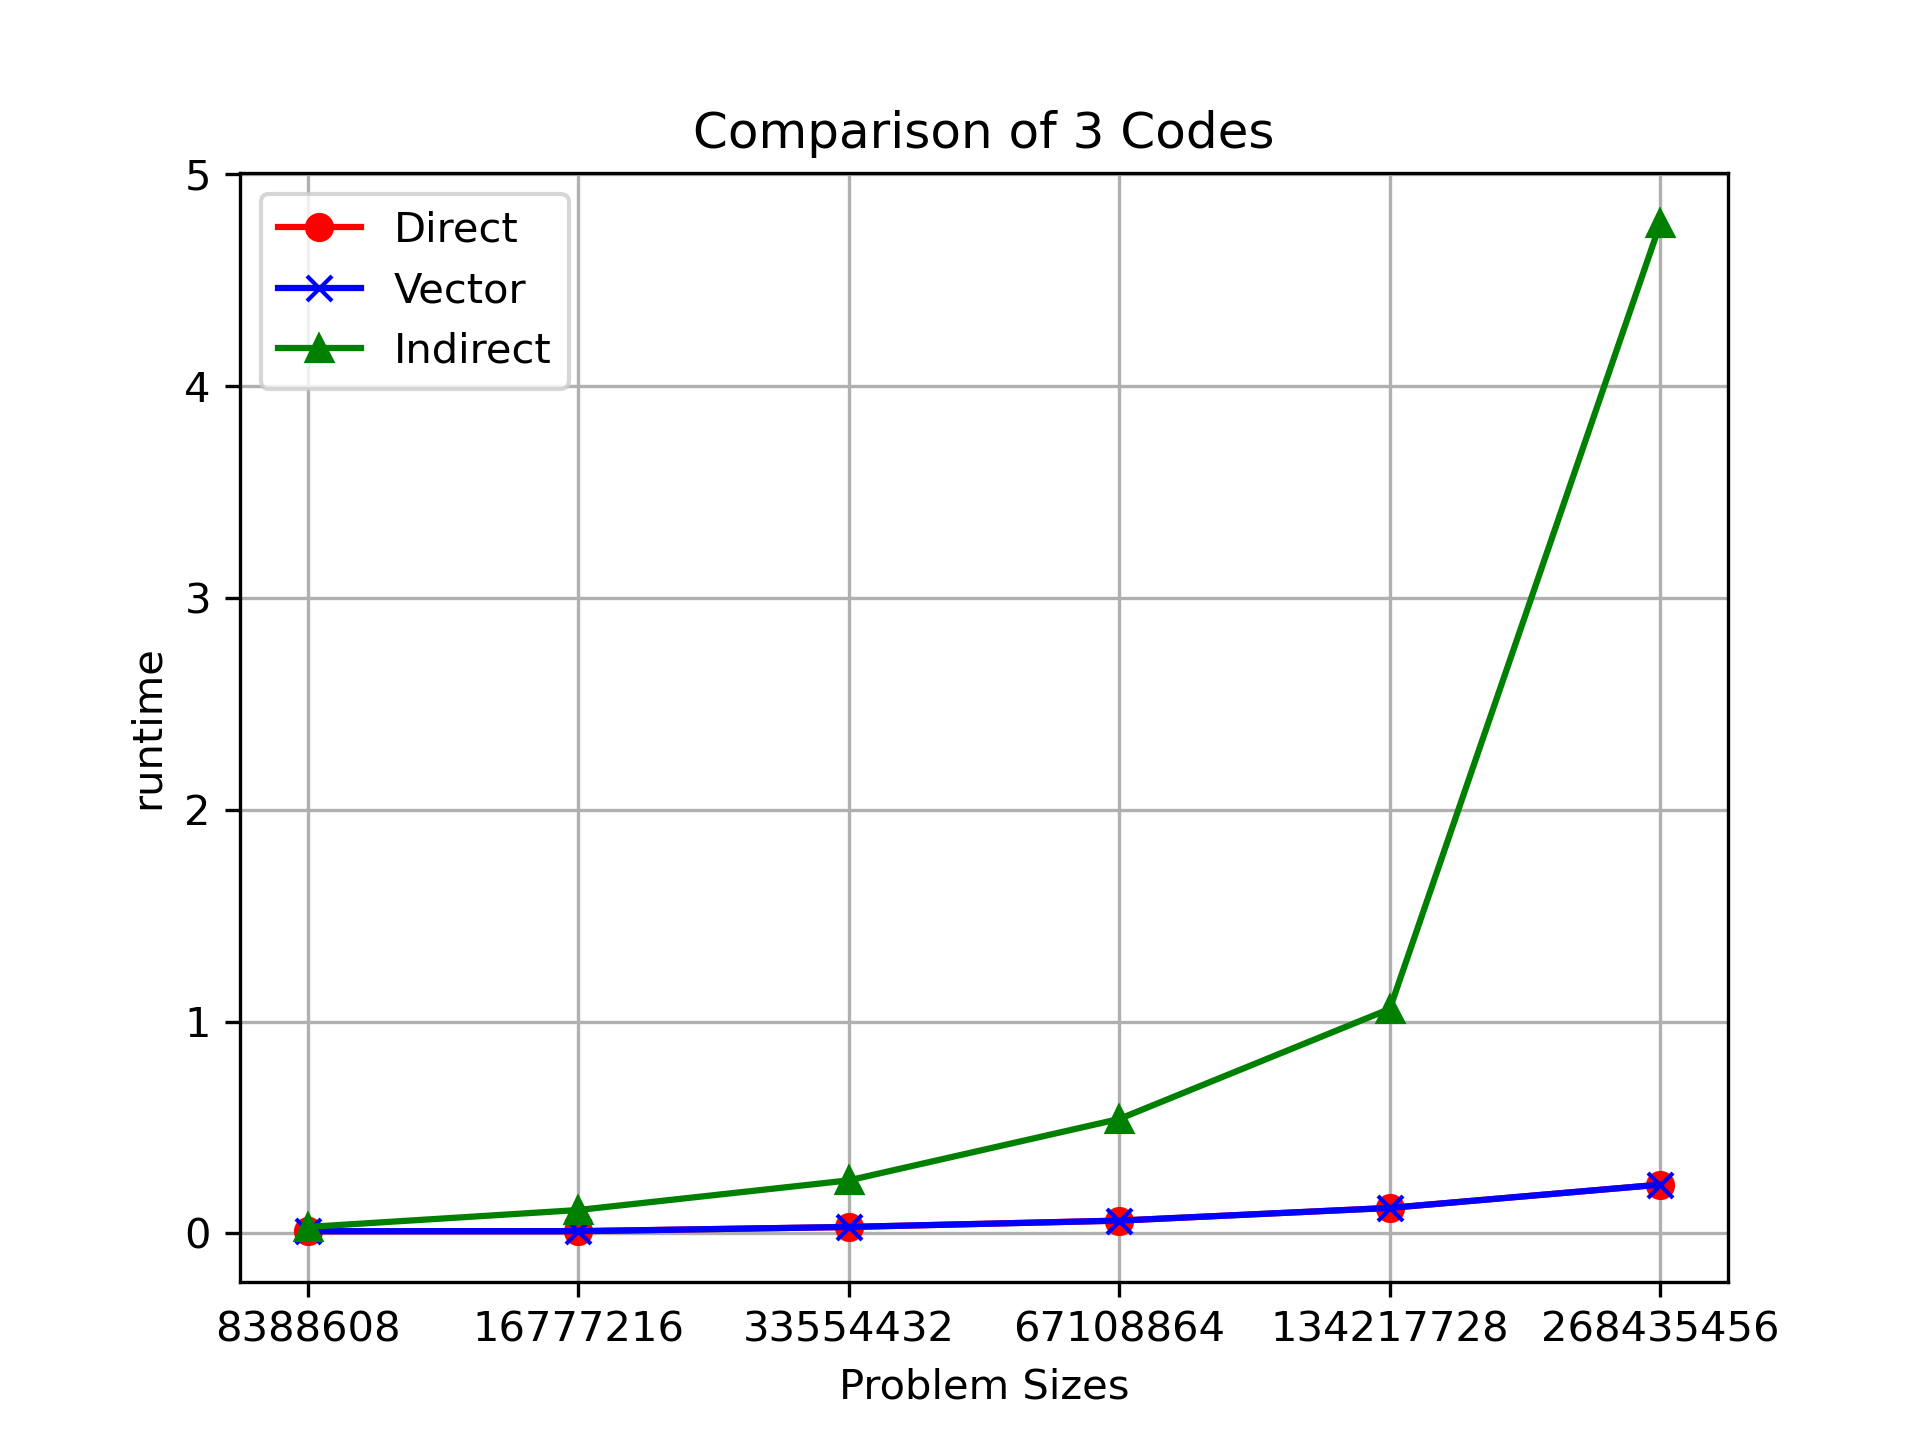 Comparison of 3 Codes
5
4
3
2
1
0
runtime
Direct
Vector
Indirect
8388608 16777216 33554432 67108864 134217728 268435456
Problem Sizes